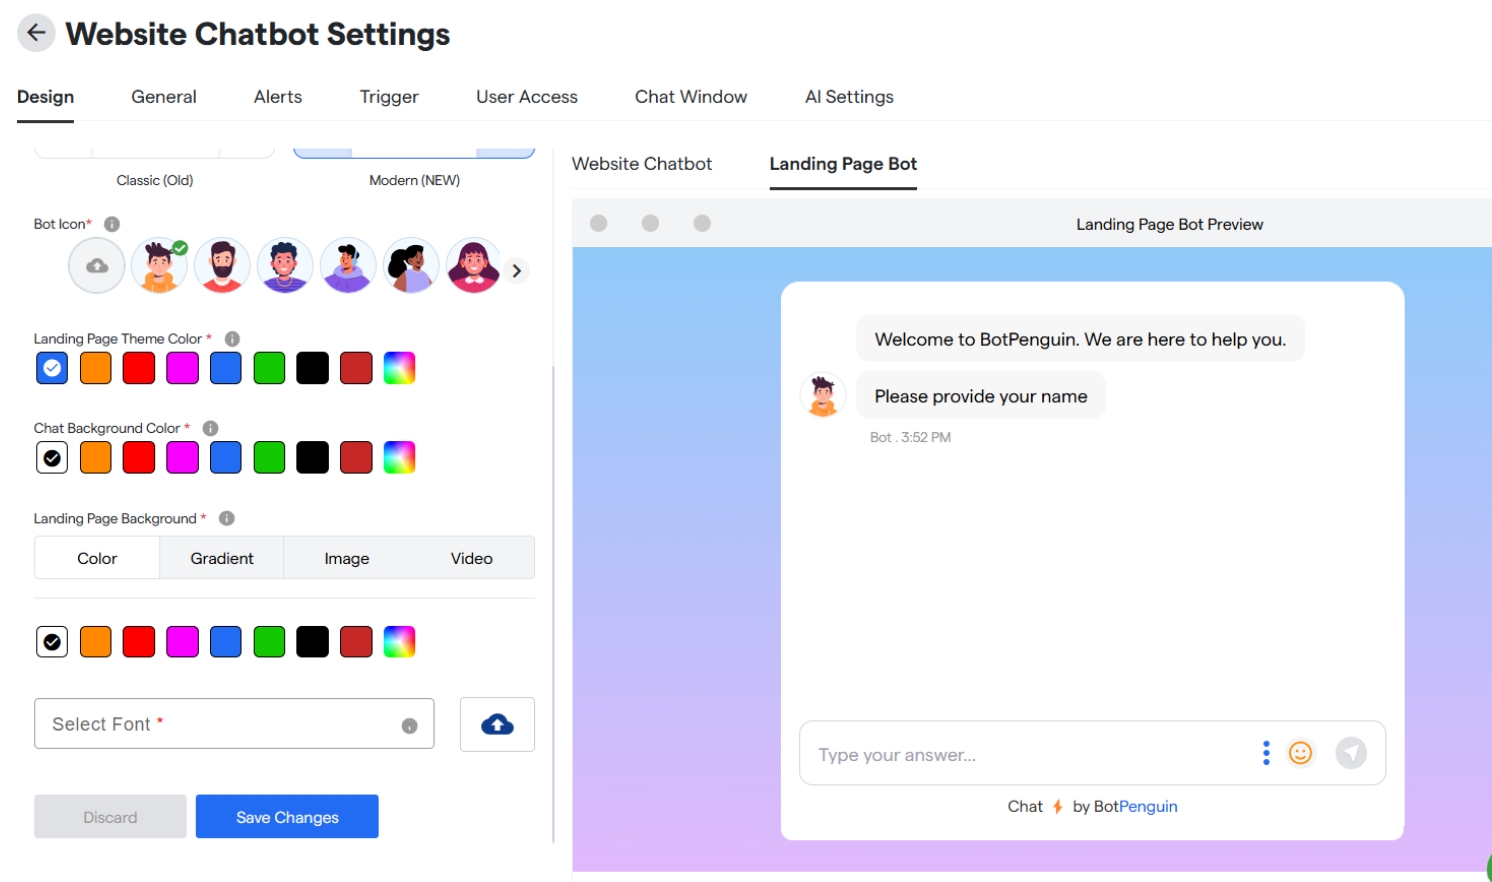 Website Chatbot Settings
Design General Alerts Trigger User Access Chat Window AI Settings
Classic (Old) Modern (NEW)
Bot Icon*
Landing Page Theme Color *
Chat Background Color *
Landing Page Background *
Color Gradient Image Video
Select Font *
Discard Save Changes
Website Chatbot Landing Page Bot
Landing Page Bot Preview
Welcome to BotPenguin. We are here to help you.
Please provide your name
Bot . 3:52 PM
Type your answer...
Chat by BotPenguin